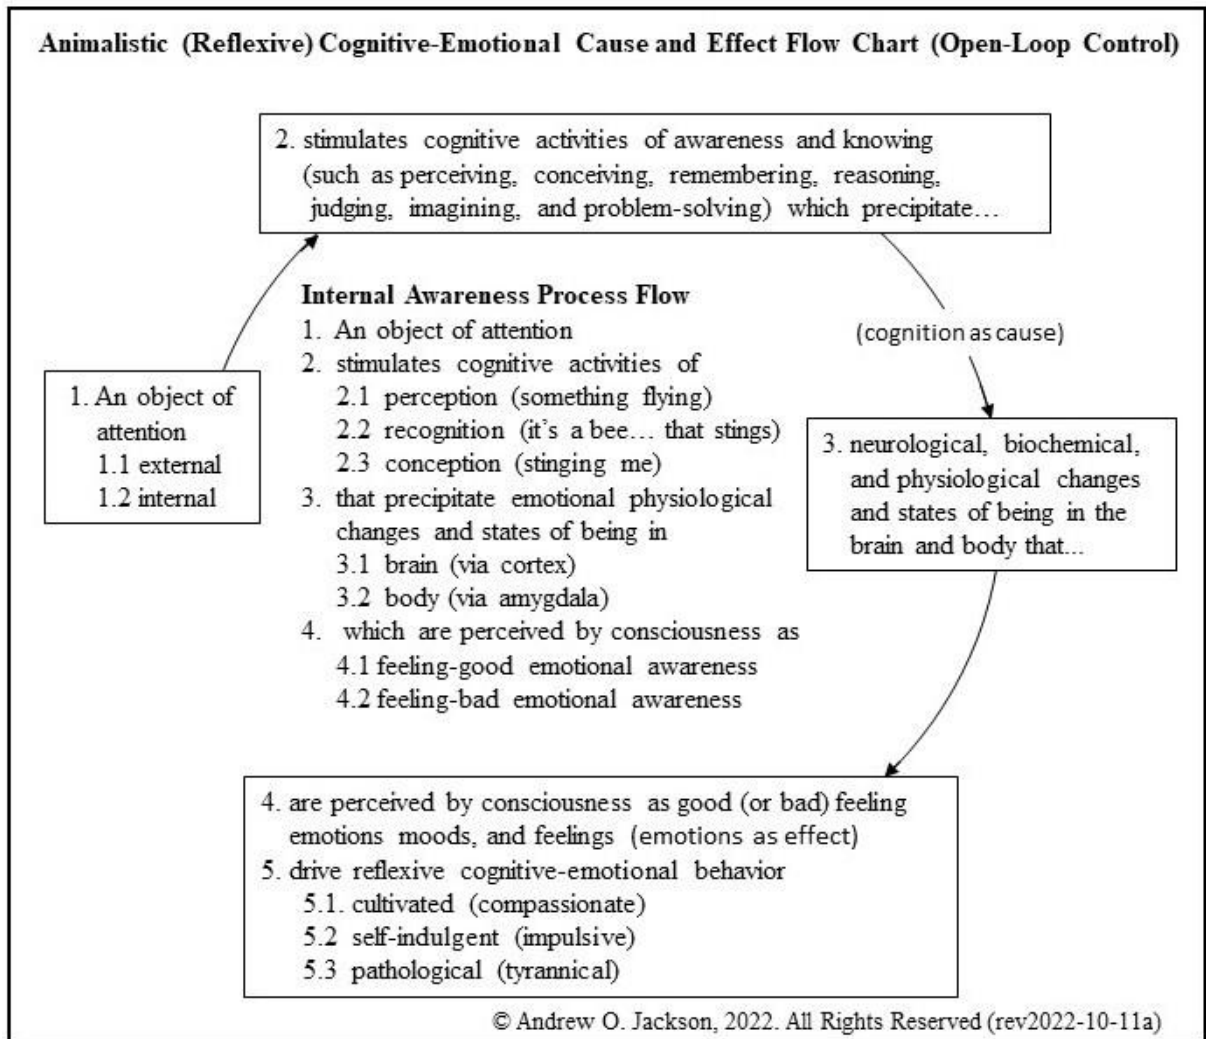 Animalistic (Reflexive) Cognitive-Emotional Cause and Effect Flow Chart (Open-Loop Control)
2. stimulates cognitive activities of awareness and knowing
(such as perceiving, conceiving, remembering, reasoning,
judging, imagining, and problem-solving) which precipitate…
Internal Awareness Process Flow
1. An object of attention
2. stimulates cognitive activities of
2.1 perception (something flying)
2.2 recognition (it’s a bee… that stings)
2.3 conception (stinging me)
3. that precipitate emotional physiological
changes and states of being in
3.1 brain (via cortex)
3.2 body (via amygdala)
4. which are perceived by consciousness as
4.1 feeling-good emotional awareness
4.2 feeling-bad emotional awareness
(cognition as cause)
1. An object of
attention
1.1 external
1.2 internal
3. neurological, biochemical,
and physiological changes
and states of being in the
brain and body that...
4. are perceived by consciousness as good (or bad) feeling
emotions moods, and feelings (emotions as effect)
5. drive reflexive cognitive-emotional behavior
5.1. cultivated (compassionate)
5.2 self-indulgent (impulsive)
5.3 pathological (tyrannical)
© Andrew O. Jackson, 2022. All Rights Reserved (rev2022-10-11a)